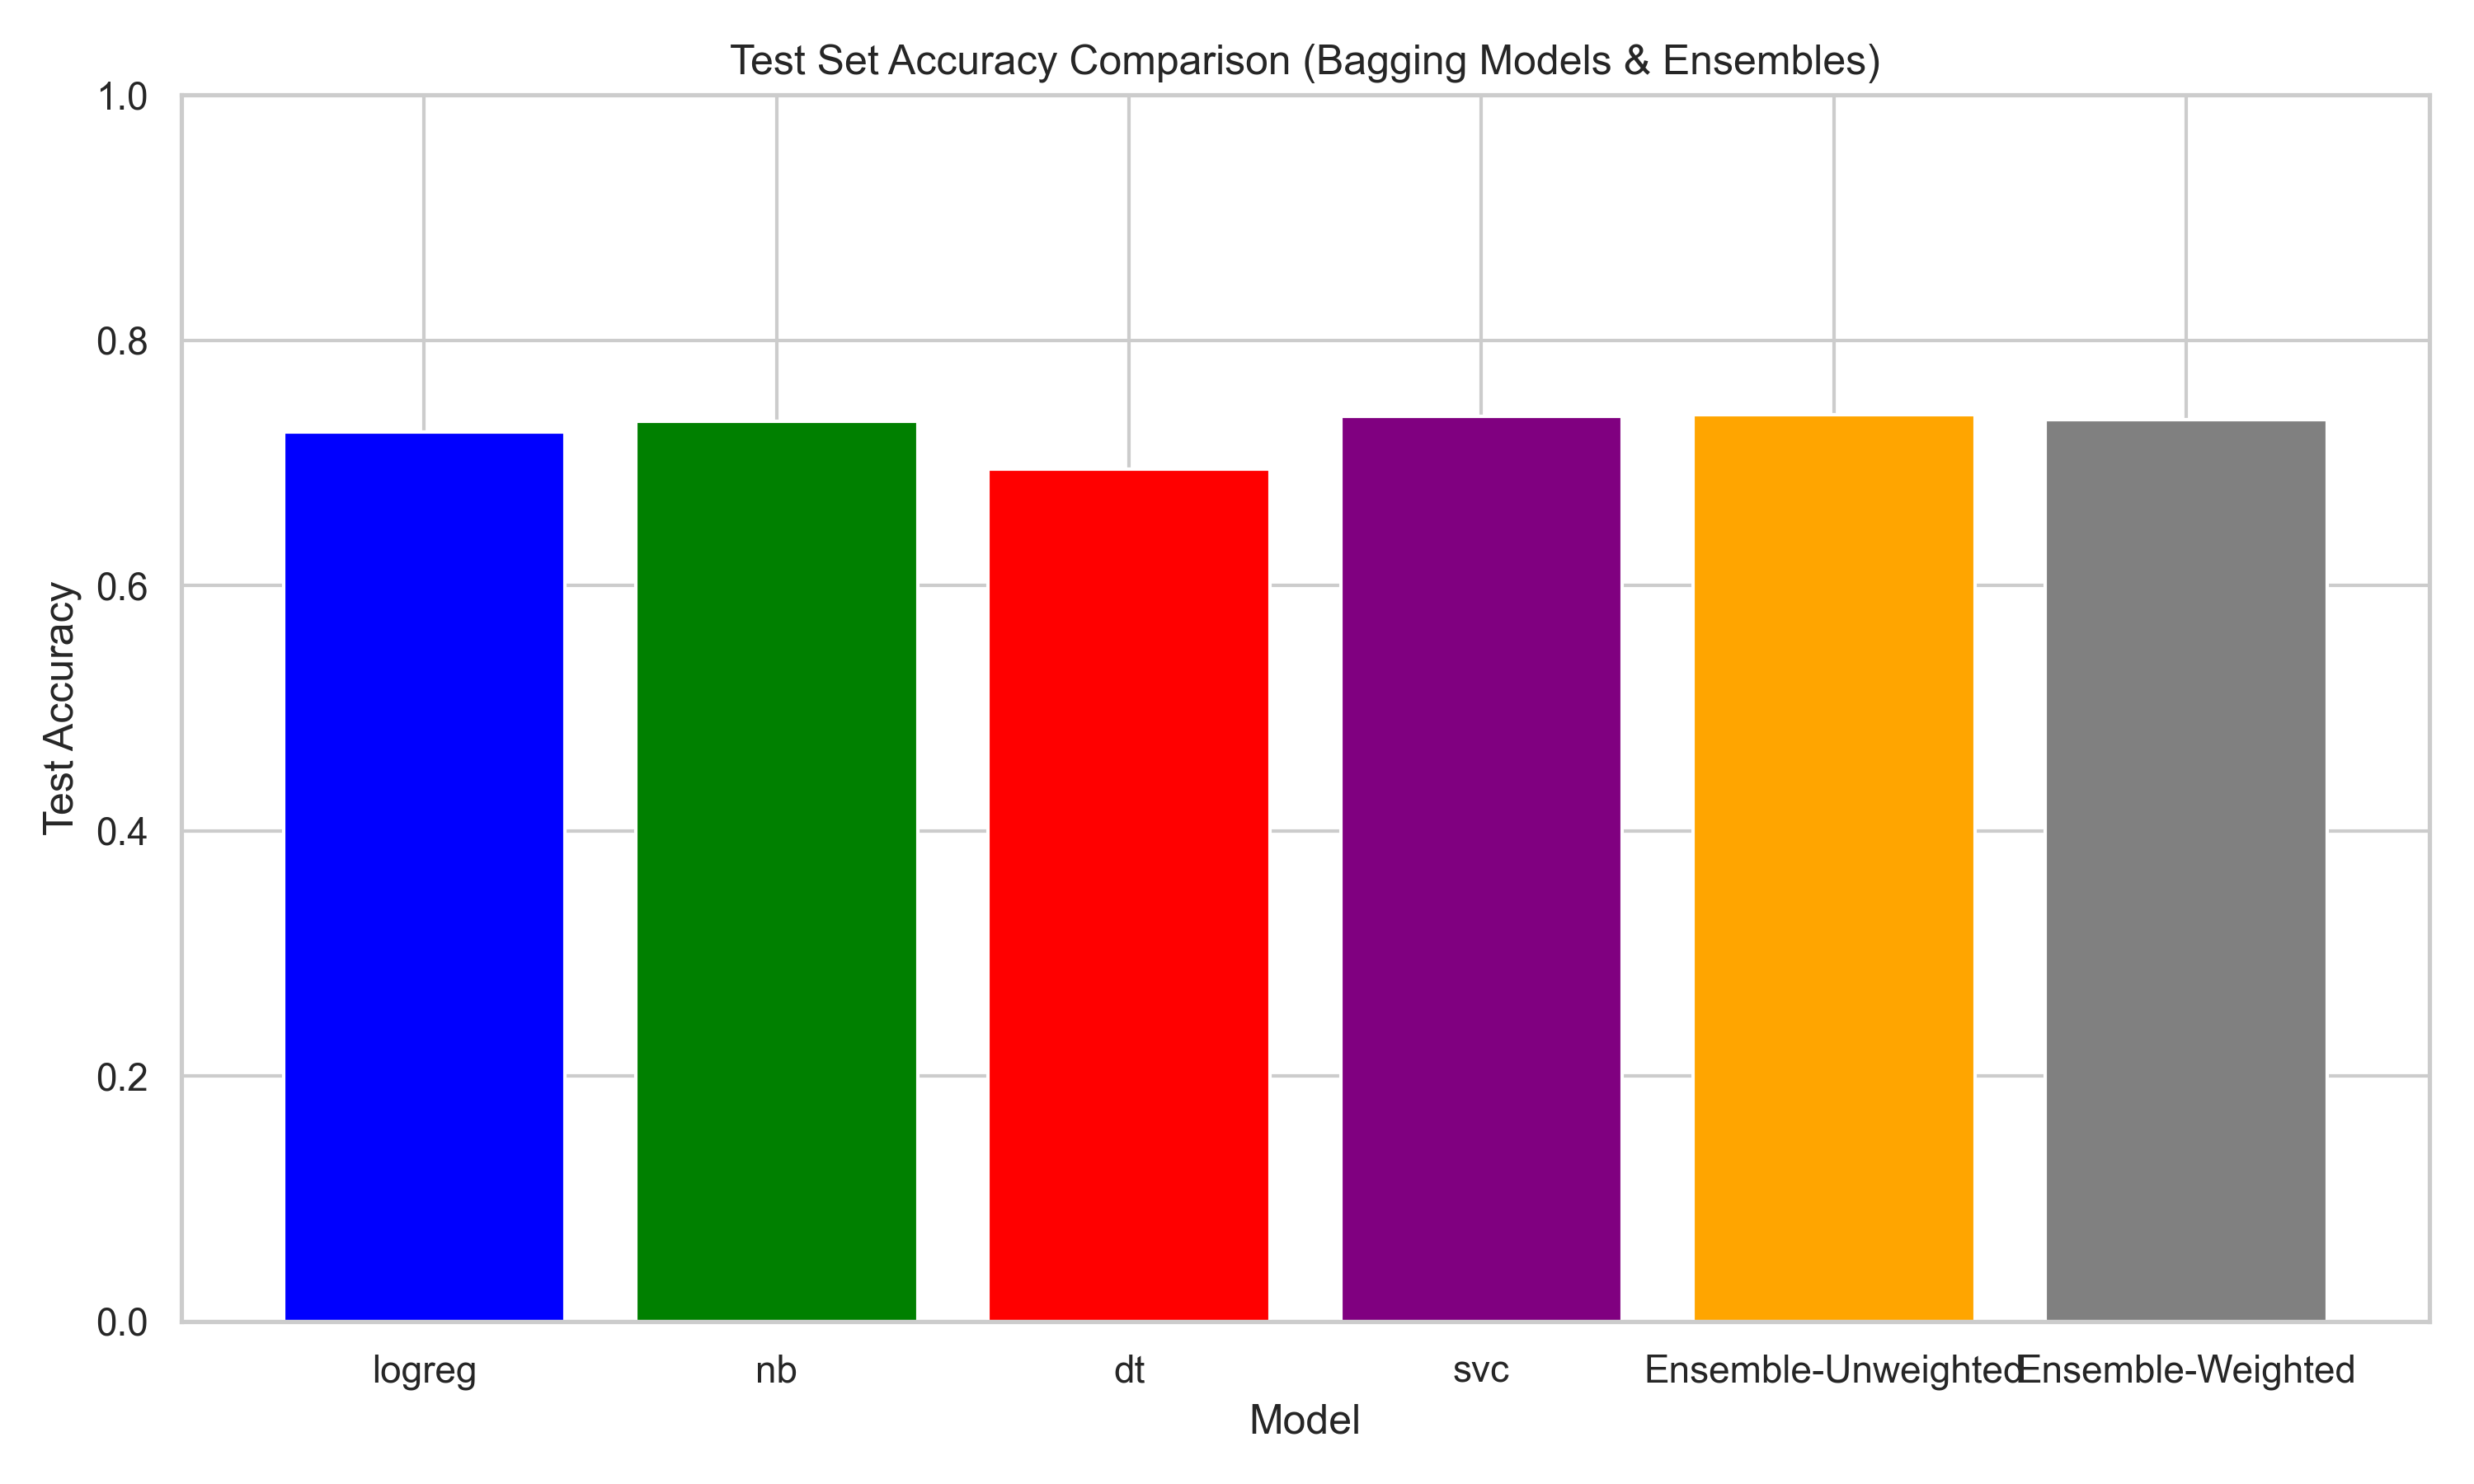 Test Set Accuracy Comparison (Bagging Models & Ensembles)
1.0
0.8
0.6
0.4
0.2
0.0
Test Accuracy
logreg nb dt svc Ensemble-Unweighted Ensemble-Weighted
Model